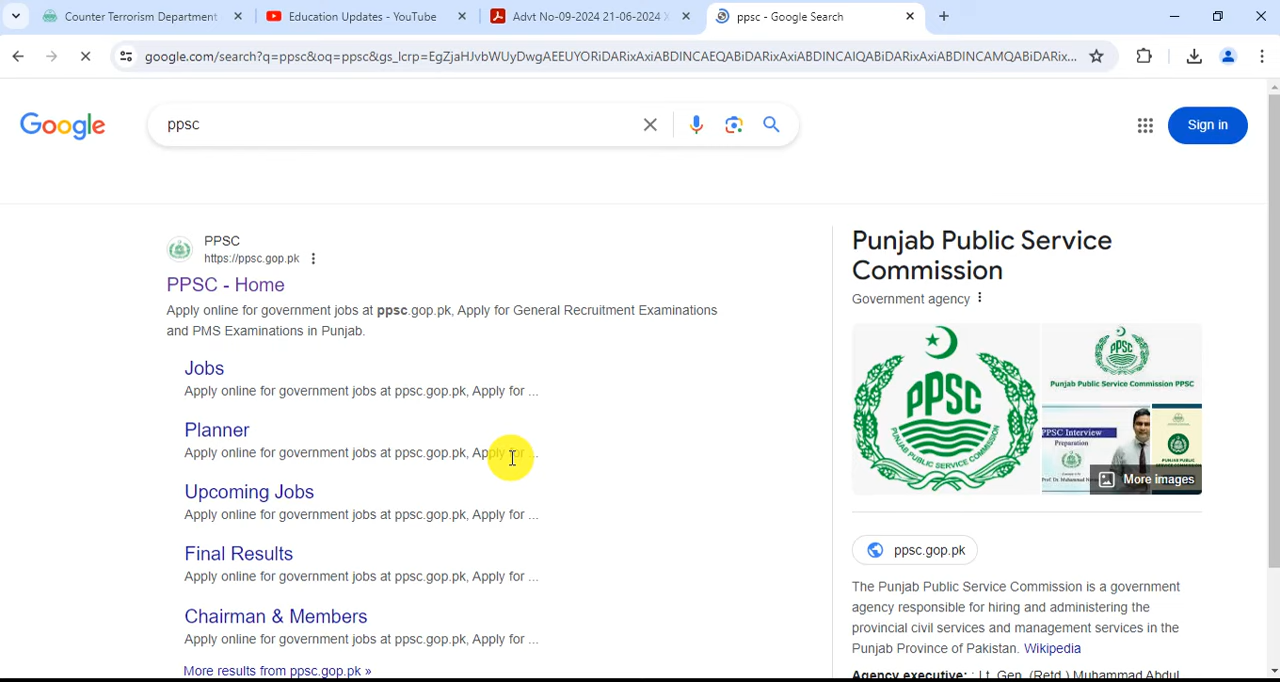 Counter Terrorism Department
Education Updates - YouTube
Advt No-09-2024 21-06-2024
ppsc - Google Search
google.com/search?q=ppsc&oq=ppsc&gs_lcrp=EgZjaHJvbWUyDwgAEEUYORiDARixAxiABDINCAEQABiDARixAxiABDINCAIQABiDARixAxiABDINCAMQABiDARix...
Google
ppsc
Sign in
PPSC
https://ppsc.gop.pk
PPSC - Home
Apply online for government jobs at ppsc.gop.pk, Apply for General Recruitment Examinations
and PMS Examinations in Punjab.
Jobs
Apply online for government jobs at ppsc.gop.pk, Apply for ...
Planner
Apply online for government jobs at ppsc.gop.pk, Apply for ...
Upcoming Jobs
Apply online for government jobs at ppsc.gop.pk, Apply for ...
Final Results
Apply online for government jobs at ppsc.gop.pk, Apply for ...
Chairman & Members
Apply online for government jobs at ppsc.gop.pk, Apply for ...
More results from ppsc.gop.pk »
Punjab Public Service
Commission
Government agency
PPSC
PUNJAB PUBLIC SERVICE COMMISSION
PPSC
Punjab Public Service Commission PPSC
PPSC Interview
Preparation
More images
ppsc.gop.pk
The Punjab Public Service Commission is a government
agency responsible for hiring and administering the
provincial civil services and management services in the
Punjab Province of Pakistan. Wikipedia
Agency executive: : Lt. Gen. (Retd.) Muhammad Abdul